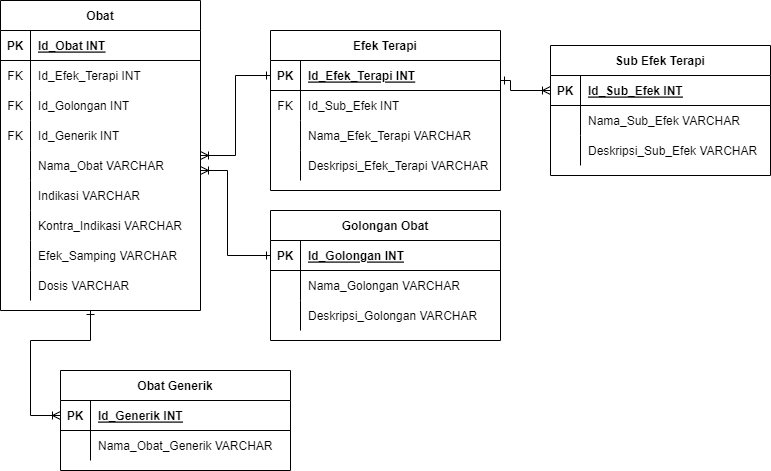 Obat
PK Id_Obat INT
FK Id_Efek_Terapi INT
FK Id_Golongan INT
FK Id_Generik INT
Nama_Obat VARCHAR
Indikasi VARCHAR
Kontra_Indikasi VARCHAR
Efek_Samping VARCHAR
Dosis VARCHAR
Efek Terapi
PK Id_Efek_Terapi INT
FK Id_Sub_Efek INT
Nama_Efek_Terapi VARCHAR
Deskripsi_Efek_Terapi VARCHAR
Sub Efek Terapi
PK Id_Sub_Efek INT
Nama_Sub_Efek VARCHAR
Deskripsi_Sub_Efek VARCHAR
Golongan Obat
PK Id_Golongan INT
Nama_Golongan VARCHAR
Deskripsi_Golongan VARCHAR
Obat Generik
PK Id_Generik INT
Nama_Obat_Generik VARCHAR